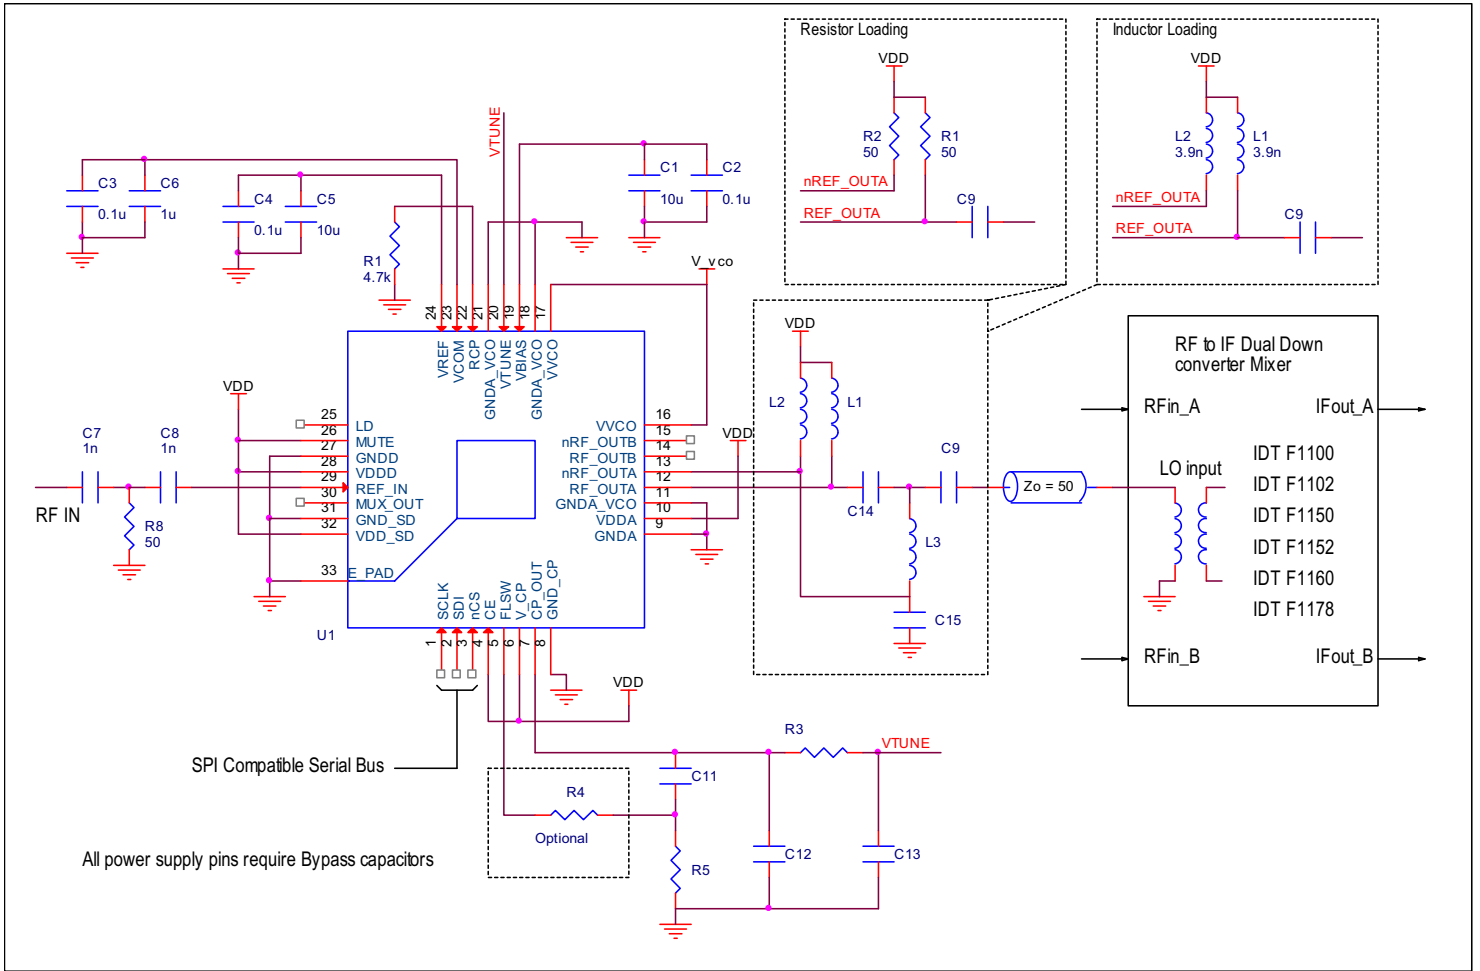 Resistor Loading
VDD
R2
50
R1
50
nREF_OUTA
REF_OUTA
C9
Inductor Loading
VDD
L2
3.9n
L1
3.9n
nREF_OUTA
REF_OUTA
C9
VTUNE
C3
0.1u
C6
1u
C4
0.1u
C5
10u
R1
4.7k
C1
10u
C2
0.1u
V_vco
24
23
22
21
20
19
18
17
VREF
VCOM
RCP
GNDA_VCO
VTUNE
VBIAS
GNDA_VCO
VVCO
VDD
C7
1n
C8
1n
RF IN
R8
50
25
26
27
28
29
30
31
32
33
LD
MUTE
GNDD
VDDD
REF_IN
MUX_OUT
GND_SD
VDD_SD
E_PAD
U1
VVCO
nRF_OUTB
RF_OUTB
nRF_OUTA
RF_OUTA
GNDA_VCO
VDDA
GNDA
16
15
14
13
12
11
10
9
VDD
SCLK
SDI
nCS
CE
FLSW
V_CP
CP_OUT
GND_CP
1
2
3
4
5
6
7
8
VDD
VDD
L2
L1
C14
C9
L3
C15
Zo = 50
RF to IF Dual Down
converter Mixer
RFin_A
IFout_A
LO input
IDT F1100
IDT F1102
IDT F1150
IDT F1152
IDT F1160
IDT F1178
RFin_B
IFout_B
SPI Compatible Serial Bus
R3
VTUNE
C11
R4
Optional
R5
C12
C13
All power supply pins require Bypass capacitors